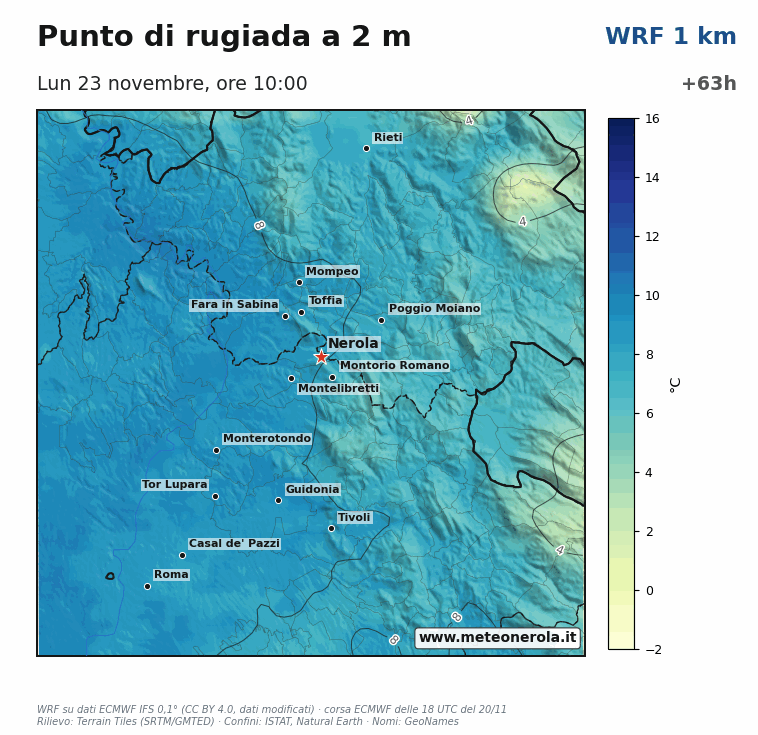 Punto di rugiada a 2 m
WRF 1 km
Lun 23 novembre, ore 10:00
+63h
4
Rieti
4
8
Mompeo
Toffia
Fara in Sabina
Poggio Moiano
Nerola
Montorio Romano
Montelibretti
Monterotondo
Tor Lupara
Guidonia
Tivoli
Casal de' Pazzi
4
Roma
8
8
www.meteonerola.it
16
14
12
10
8
6
4
2
0
−2
°C
WRF su dati ECMWF IFS 0,1° (CC BY 4.0, dati modificati) · corsa ECMWF delle 18 UTC del 20/11
Rilievo: Terrain Tiles (SRTM/GMTED) · Confini: ISTAT, Natural Earth · Nomi: GeoNames